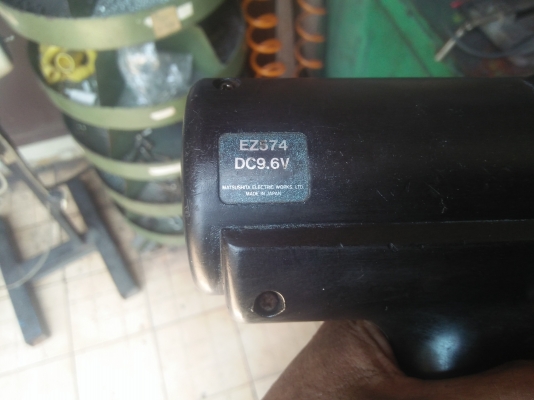 EZ574
DC9.6V
MATSUSHITA ELECTRIC WORKS, LTD.
MADE IN JAPAN